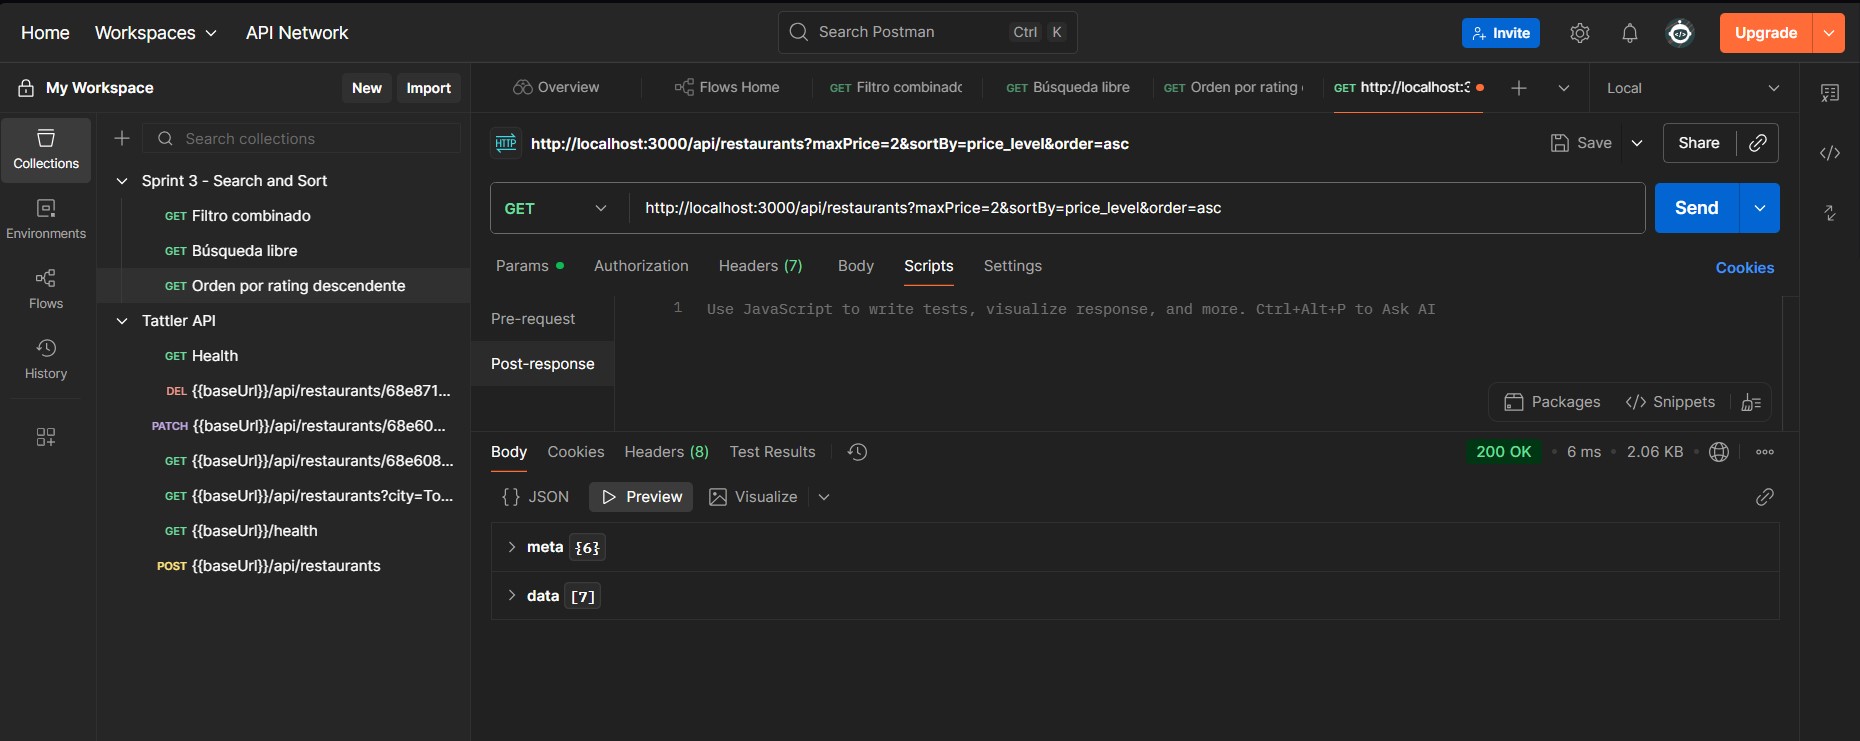 Home Workspaces API Network Search Postman Ctrl K Invite Upgrade
My Workspace New Import
Overview Flows Home GET Filtro combinadc GET Búsqueda libre GET Orden por rating GET http://localhost:3 Local
Collections
Environments
Flows
History
Search collections
Sprint 3 - Search and Sort
GET Filtro combinado
GET Búsqueda libre
GET Orden por rating descendente
Tattler API
GET Health
DEL {{baseUrl}}/api/restaurants/68e871...
PATCH {{baseUrl}}/api/restaurants/68e60...
GET {{baseUrl}}/api/restaurants/68e608...
GET {{baseUrl}}/api/restaurants?city=To...
GET {{baseUrl}}/health
POST {{baseUrl}}/api/restaurants
HTTP http://localhost:3000/api/restaurants?maxPrice=2&sortBy=price_level&order=asc Save Share
GET http://localhost:3000/api/restaurants?maxPrice=2&sortBy=price_level&order=asc Send
Params Authorization Headers (7) Body Scripts Settings Cookies
Pre-request
Post-response
1 Use JavaScript to write tests, visualize response, and more. Ctrl+Alt+P to Ask AI
Packages </> Snippets
Body Cookies Headers (8) Test Results 200 OK • 6 ms • 2.06 KB •
{} JSON Preview Visualize
meta {6}
data [7]